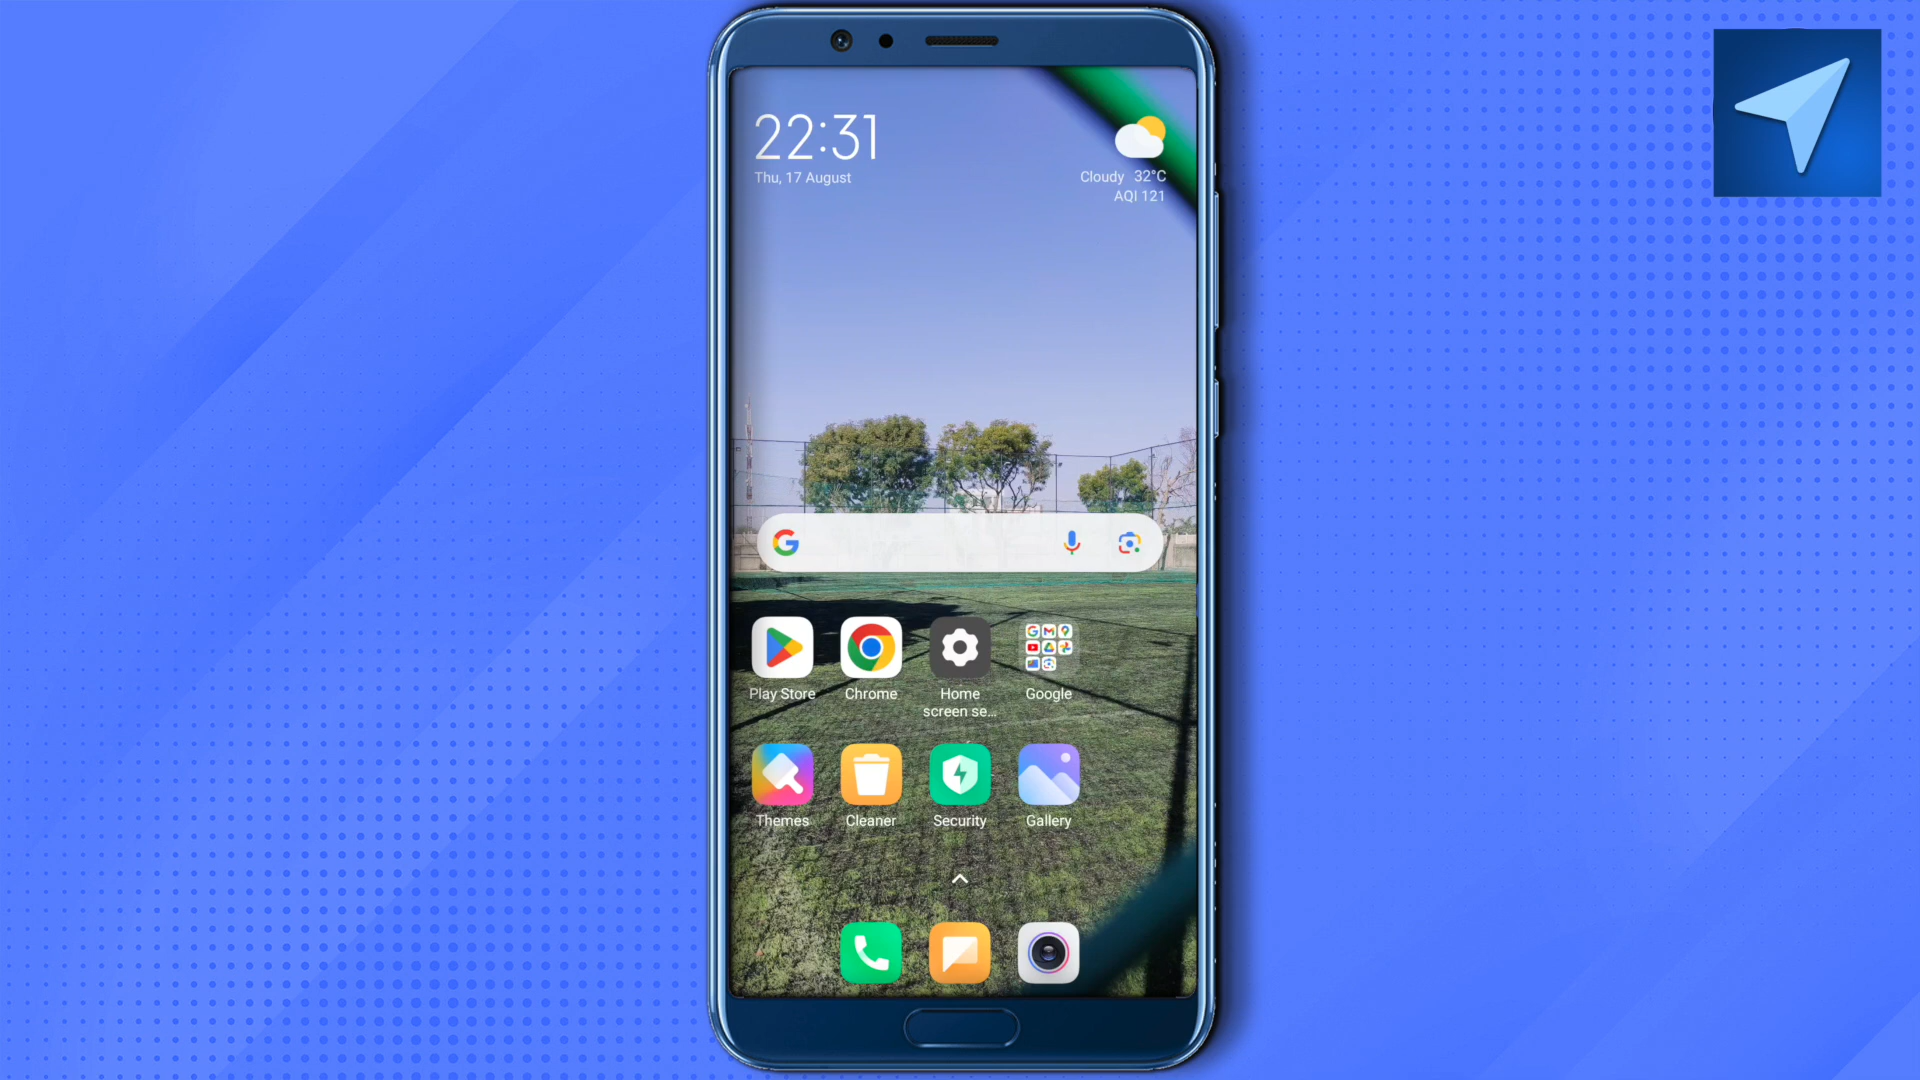 22:31
Thu, 17 August
Cloudy 32°C
AQI 121
Play Store
Chrome
Home
screen se...
Google
Themes
Cleaner
Security
Gallery